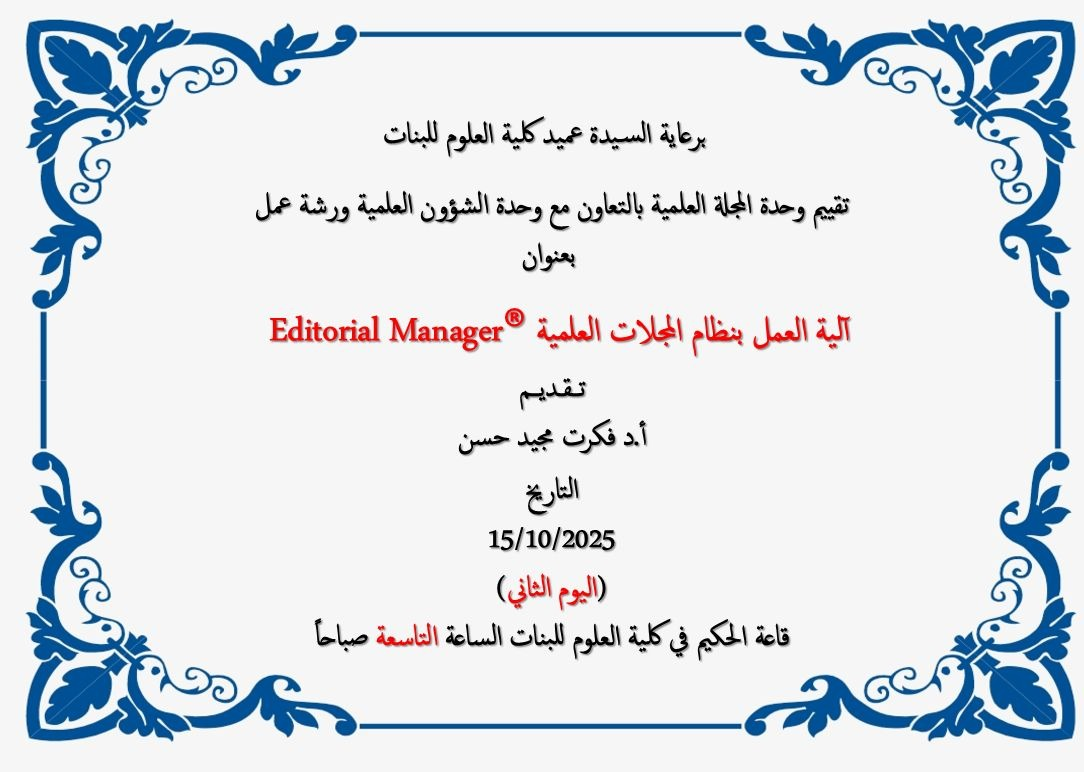 برعاية السيدة عميد كلية العلوم للبنات
تقييم وحدة المجلة العلمية بالتعاون مع وحدة الشؤون العلمية ورشة عمل
بعنوان
آلية العمل بنظام المجلات العلمية Editorial Manager®
تقديم
أ.د فكرت مجيد حسن
التاريخ
15/10/2025
(اليوم الثاني)
قاعة الحكيم في كلية العلوم للبنات الساعة التاسعة صباحاً